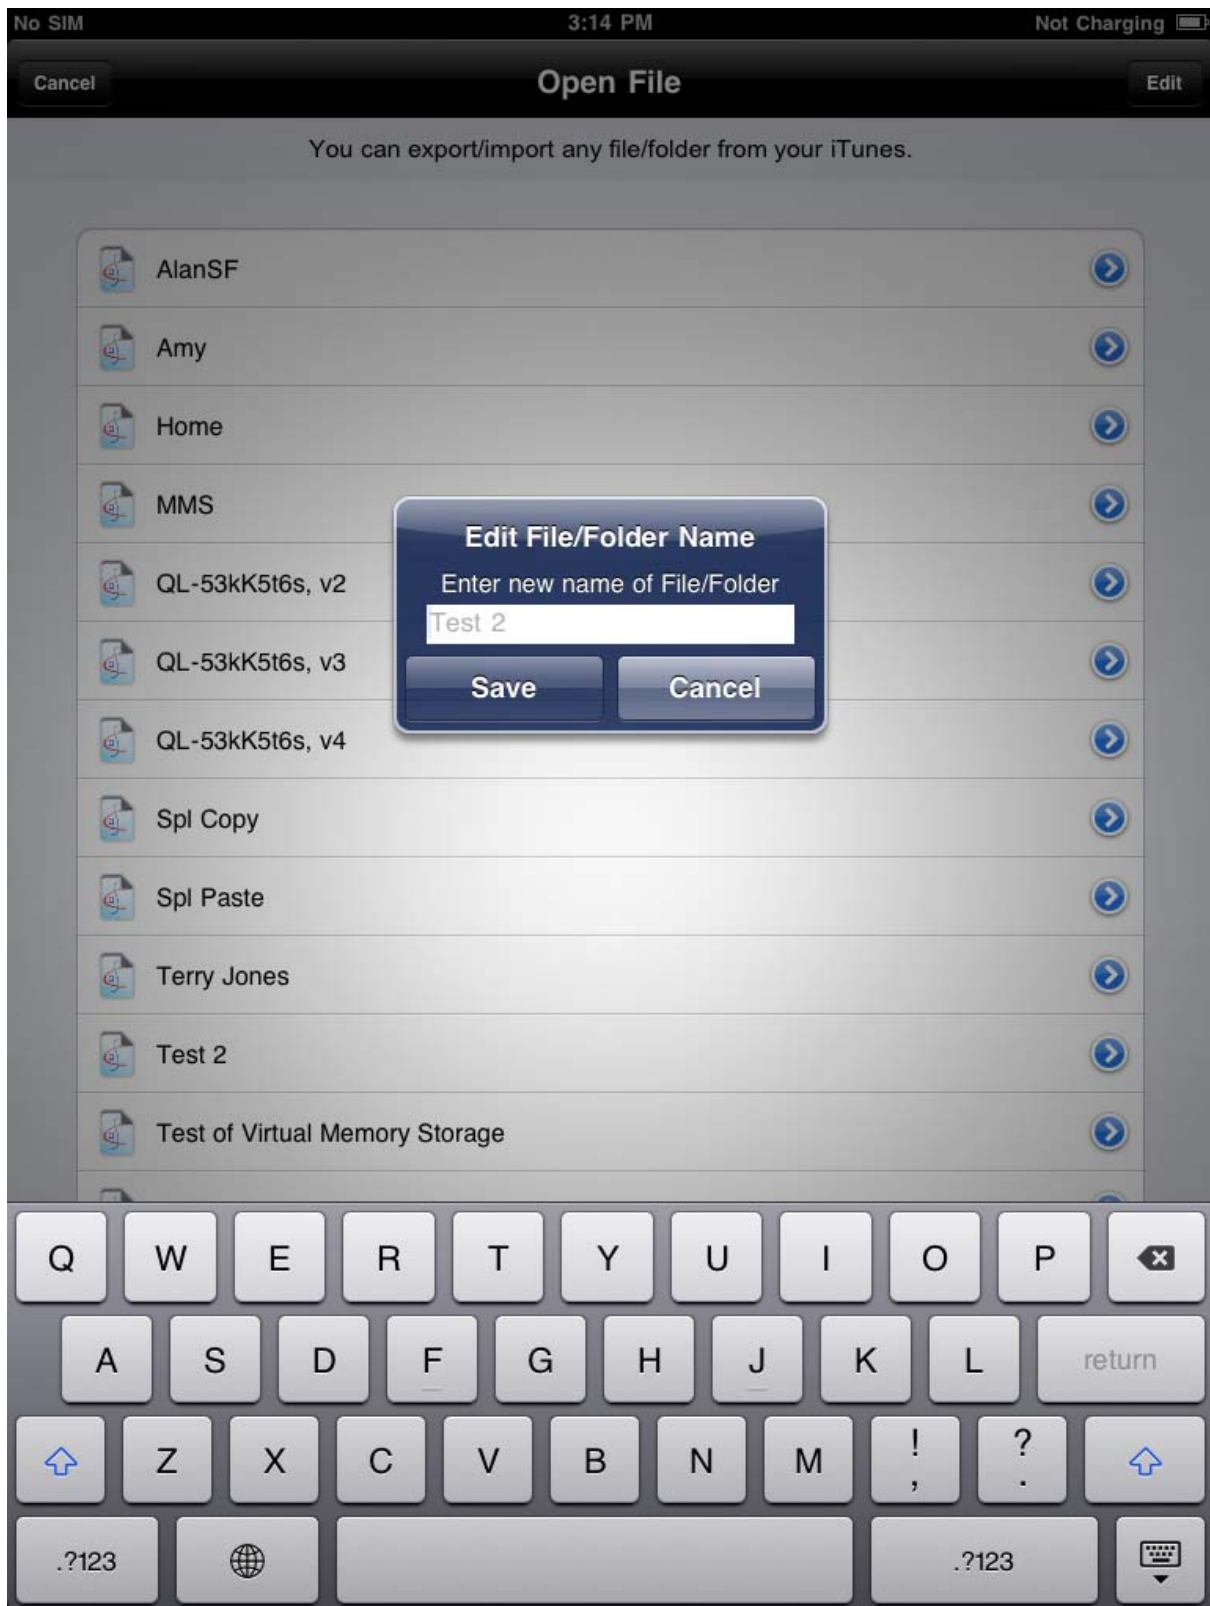 No SIM 3:14 PM Not Charging
Cancel Open File Edit
You can export/import any file/folder from your iTunes.
AlanSF
Amy
Home
MMS
QL-53kK5t6s, v2
QL-53kK5t6s, v3
QL-53kK5t6s, v4
Spl Copy
Spl Paste
Terry Jones
Test 2
Test of Virtual Memory Storage
Edit File/Folder Name
Enter new name of File/Folder
Test 2
Save Cancel
Q W E R T Y U I O P
A S D F G H J K L return
Z X C V B N M ! , ? .
.?123 .?123